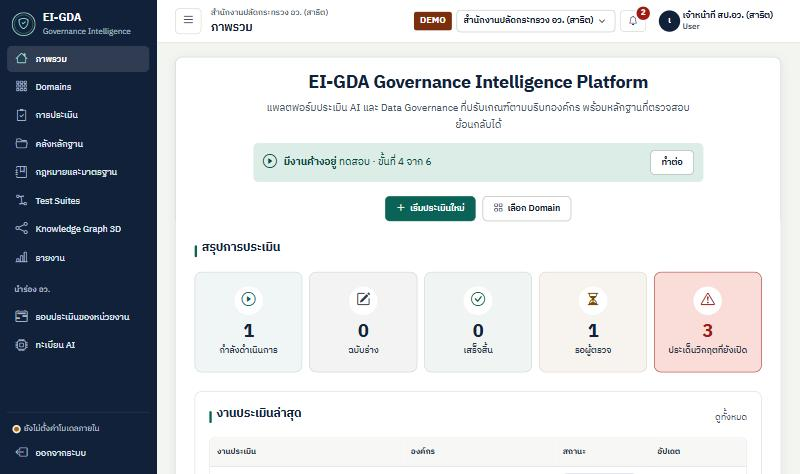 EI-GDA
Governance Intelligence
ภาพรวม
Domains
การประเมิน
คลังหลักฐาน
กฎหมายและมาตรฐาน
Test Suites
Knowledge Graph 3D
รายงาน
นำร่อง อว.
รอบประเมินของหน่วยงาน
ทะเบียน AI
ยังไม่ตั้งค่าโมเดลภายใน
ออกจากระบบ
สำนักงานปลัดกระทรวง อว. (สาธิต)
ภาพรวม
DEMO
สำนักงานปลัดกระทรวง อว. (สาธิต)
2
เจ้าหน้าที่ สป.อว. (สาธิต)
User
EI-GDA Governance Intelligence Platform
แพลตฟอร์มประเมิน AI และ Data Governance ที่ปรับเกณฑ์ตามบริบทองค์กร พร้อมหลักฐานที่ตรวจสอบ
ย้อนกลับได้
มีงานค้างอยู่ ทดสอบ · ขั้นที่ 4 จาก 6
ทำต่อ
เริ่มประเมินใหม่
เลือก Domain
สรุปการประเมิน
1
กำลังดำเนินการ
0
ฉบับร่าง
0
เสร็จสิ้น
1
รอผู้ตรวจ
3
ประเด็นวิกฤตที่ยังเปิด
งานประเมินล่าสุด
ดูทั้งหมด
งานประเมิน
องค์กร
สถานะ
อัปเดต